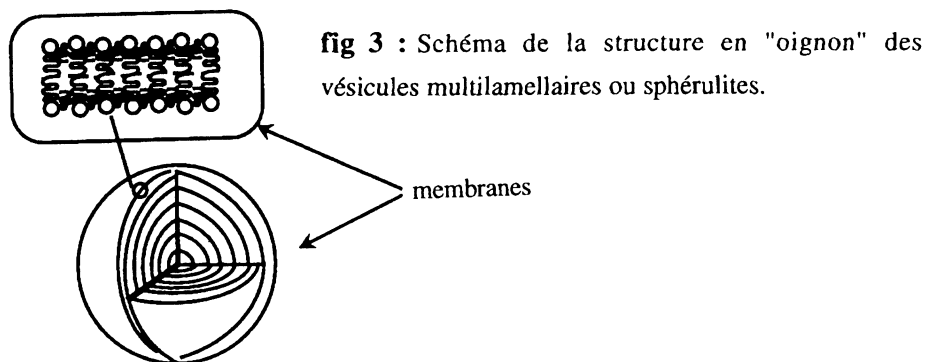 fig 3 : Schéma de la structure en "oignon" des
vésicules multilamellaires ou sphérulites.
membranes